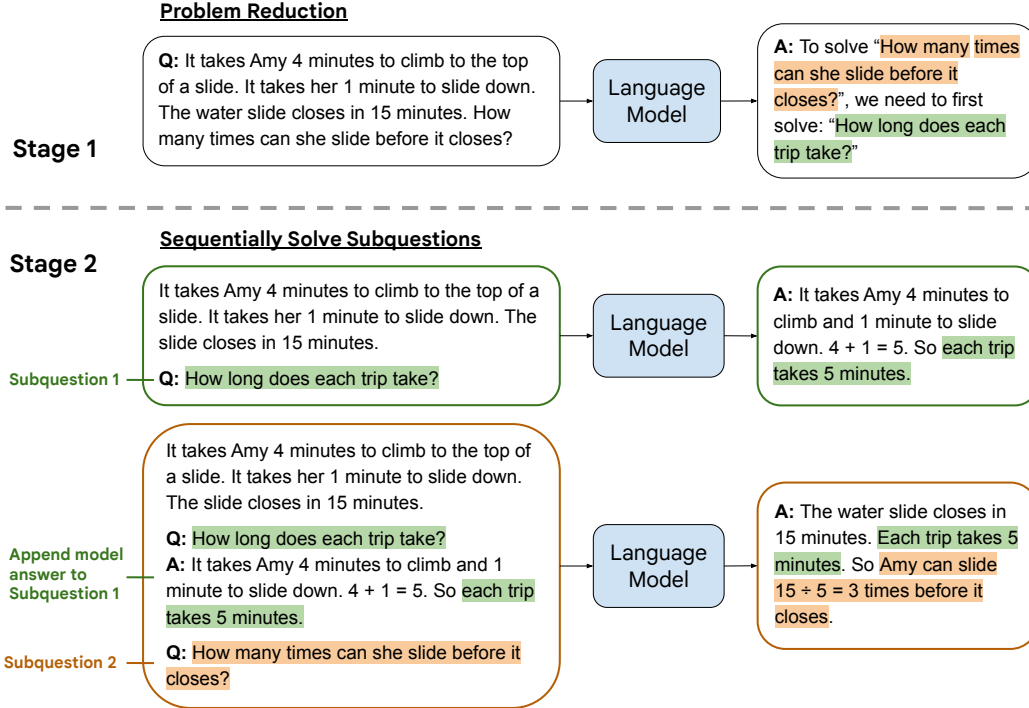 Problem Reduction
Stage 1
Q: It takes Amy 4 minutes to climb to the top
of a slide. It takes her 1 minute to slide down.
The water slide closes in 15 minutes. How
many times can she slide before it closes?
Language
Model
A: To solve “How many times
can she slide before it
closes?”, we need to first
solve: “How long does each
trip take?”
Stage 2
Sequentially Solve Subquestions
It takes Amy 4 minutes to climb to the top of a
slide. It takes her 1 minute to slide down. The
slide closes in 15 minutes.
Subquestion 1
Q: How long does each trip take?
Language
Model
A: It takes Amy 4 minutes to
climb and 1 minute to slide
down. 4 + 1 = 5. So each trip
takes 5 minutes.
It takes Amy 4 minutes to climb to the top of
a slide. It takes her 1 minute to slide down.
The slide closes in 15 minutes.
Append model
answer to
Subquestion 1
Q: How long does each trip take?
A: It takes Amy 4 minutes to climb and 1
minute to slide down. 4 + 1 = 5. So each trip
takes 5 minutes.
Subquestion 2
Q: How many times can she slide before it
closes?
Language
Model
A: The water slide closes in
15 minutes. Each trip takes 5
minutes. So Amy can slide
15 ÷ 5 = 3 times before it
closes.